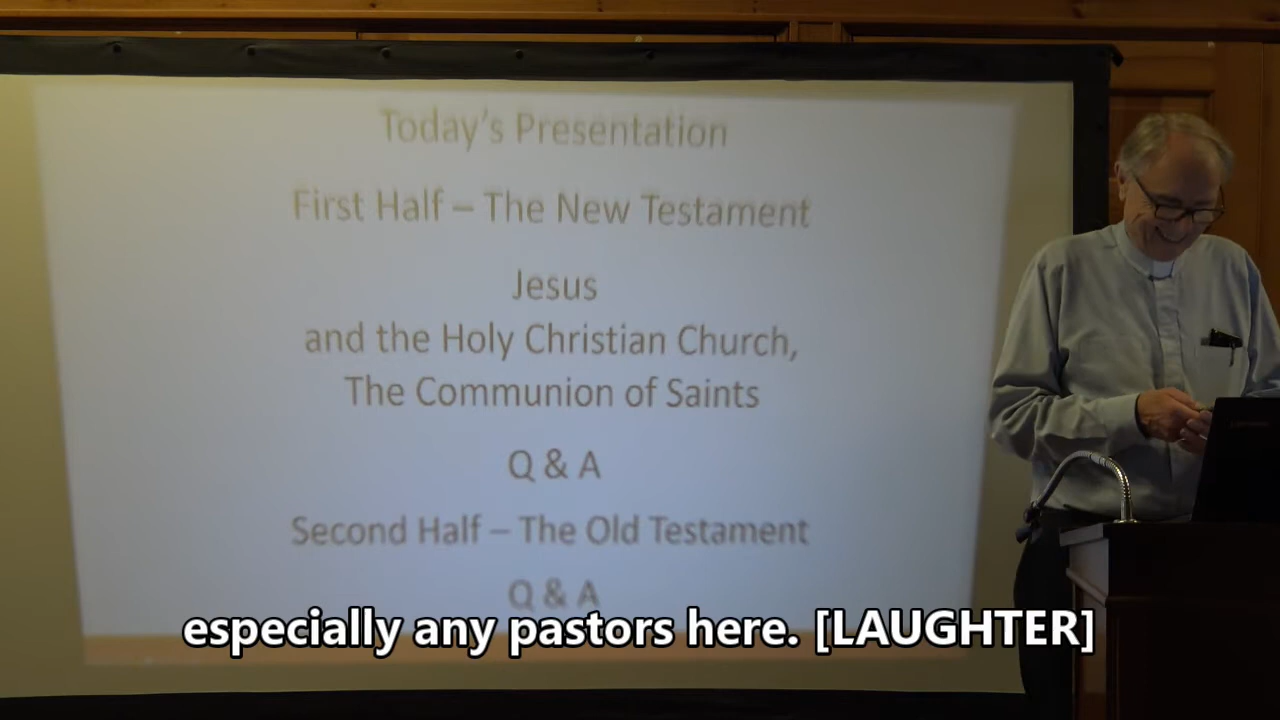 Today's Presentation
First Half – The New Testament
Jesus
and the Holy Christian Church,
The Communion of Saints
Q & A
Second Half – The Old Testament
Q & A
especially any pastors here. [LAUGHTER]